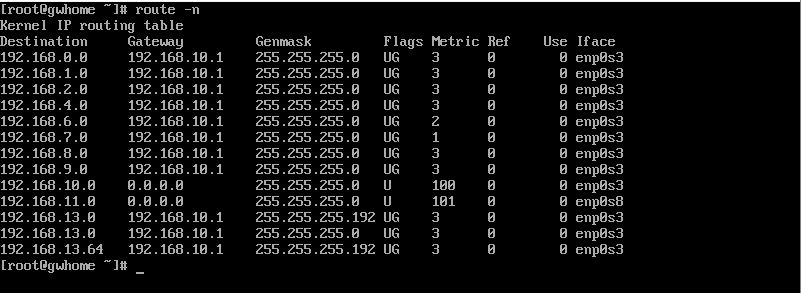 [root@gwhome ~]# route -n
Kernel IP routing table
Destination Gateway Genmask Flags Metric Ref Use Iface
192.168.0.0 192.168.10.1 255.255.255.0 UG 3 0 0 enp0s3
192.168.1.0 192.168.10.1 255.255.255.0 UG 3 0 0 enp0s3
192.168.2.0 192.168.10.1 255.255.255.0 UG 3 0 0 enp0s3
192.168.4.0 192.168.10.1 255.255.255.0 UG 3 0 0 enp0s3
192.168.6.0 192.168.10.1 255.255.255.0 UG 2 0 0 enp0s3
192.168.7.0 192.168.10.1 255.255.255.0 UG 1 0 0 enp0s3
192.168.8.0 192.168.10.1 255.255.255.0 UG 3 0 0 enp0s3
192.168.9.0 192.168.10.1 255.255.255.0 UG 3 0 0 enp0s3
192.168.10.0 0.0.0.0 255.255.255.0 U 100 0 0 enp0s3
192.168.11.0 0.0.0.0 255.255.255.0 U 101 0 0 enp0s8
192.168.13.0 192.168.10.1 255.255.255.192 UG 3 0 0 enp0s3
192.168.13.0 192.168.10.1 255.255.255.0 UG 3 0 0 enp0s3
192.168.13.64 192.168.10.1 255.255.255.192 UG 3 0 0 enp0s3
[root@gwhome ~]# _